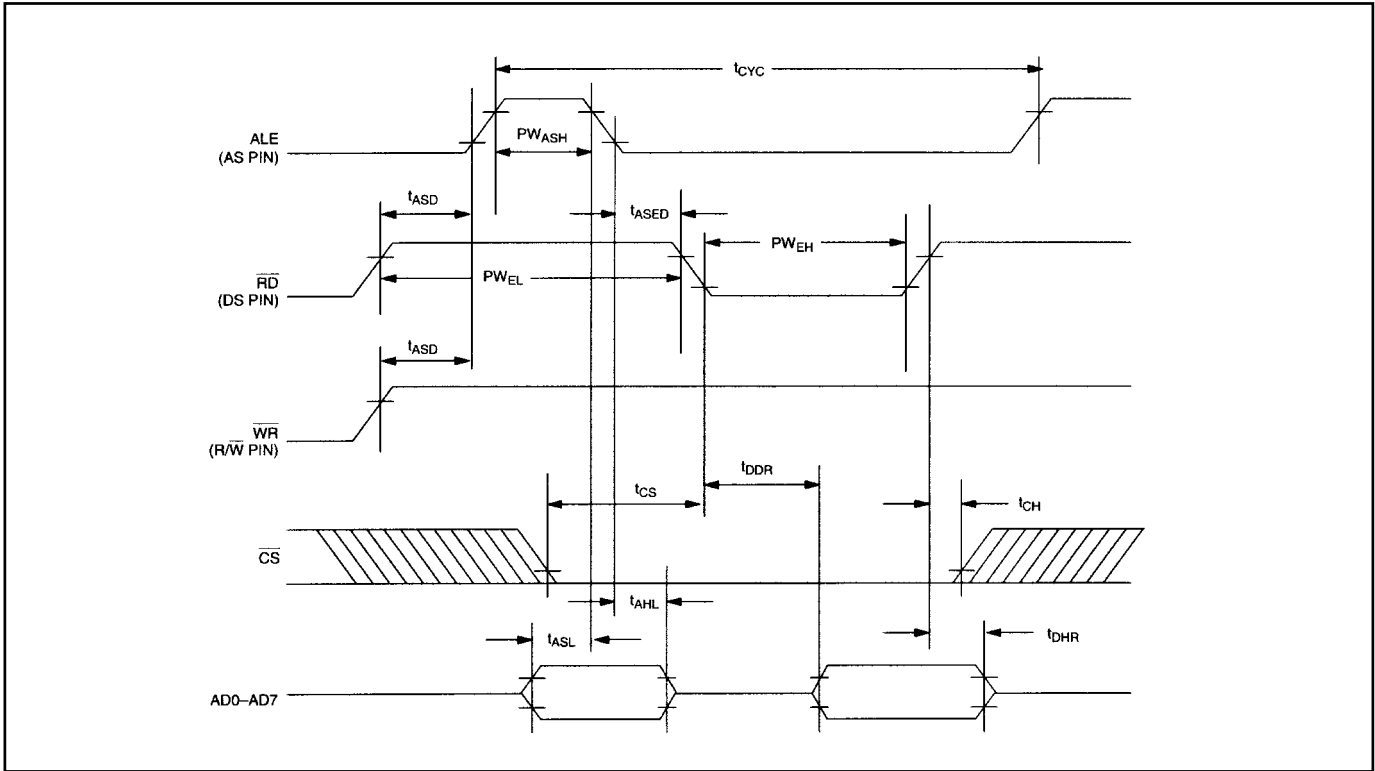 tCYC
ALE
(AS PIN)
PWASH
tASD
tASED
PWEH
RD
(DS PIN)
PWEL
tASD
WR
(R/W PIN)
tDDR
tCS
tCH
CS
tAHL
tASL
tDHR
AD0–AD7